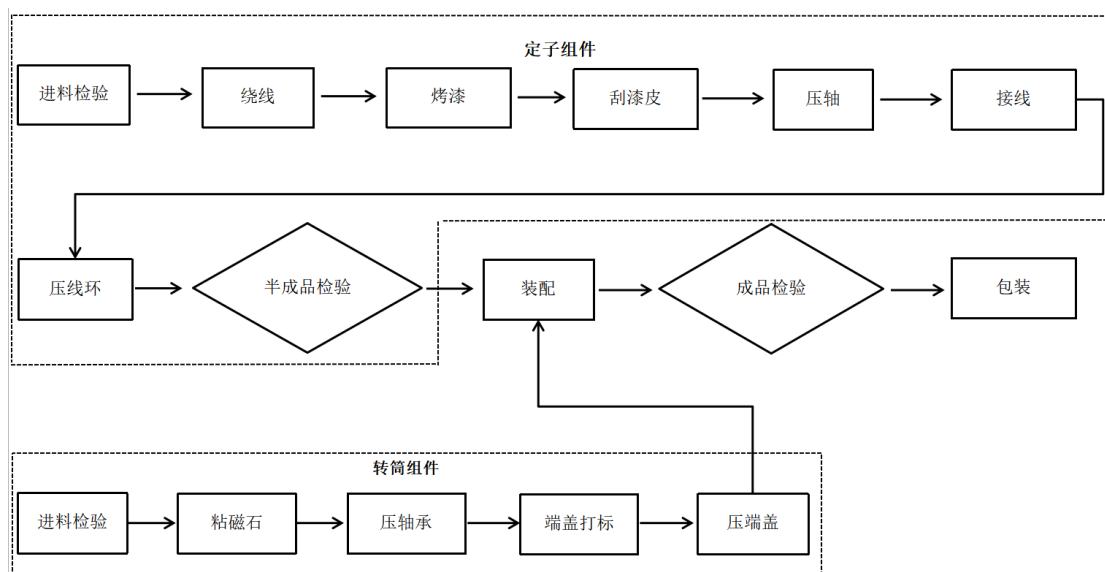 定子组件
进料检验
绕线
烤漆
刮漆皮
压轴
接线
压线环
半成品检验
装配
成品检验
包装
转筒组件
进料检验
粘磁石
压轴承
端盖打标
压端盖